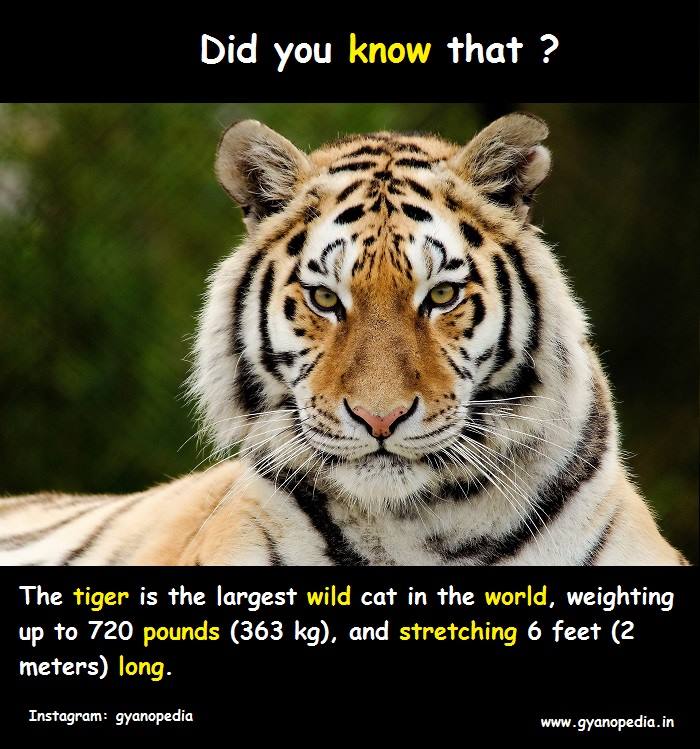 Did you know that ?
The tiger is the largest wild cat in the world, weighting
up to 720 pounds (363 kg), and stretching 6 feet (2
meters) long.
Instagram: gyanopedia
www.gyanopedia.in